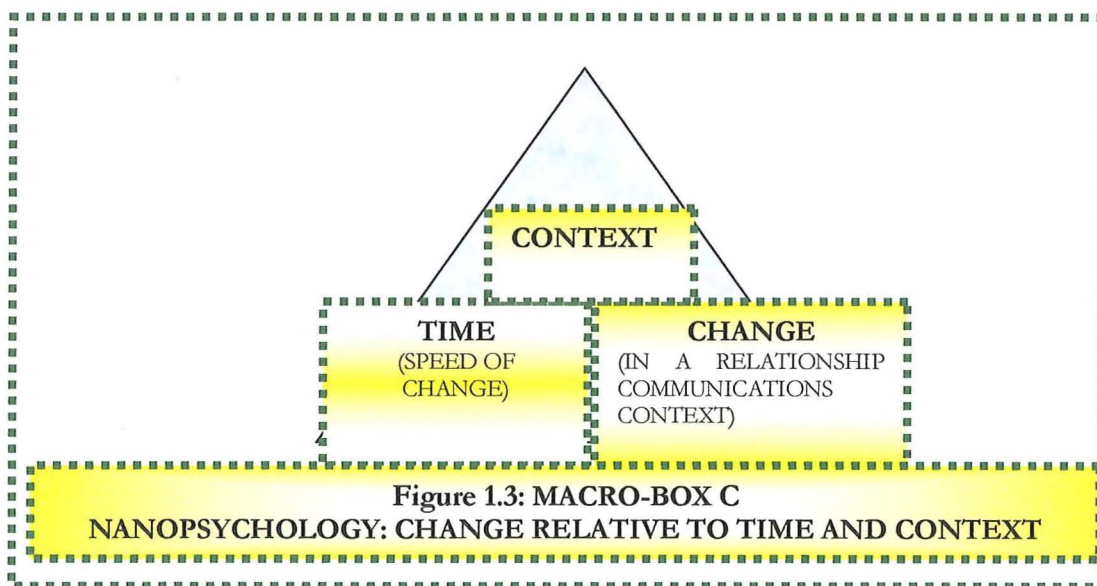 CONTEXT
TIME
(SPEED OF
CHANGE)
CHANGE
(IN A RELATIONSHIP
COMMUNICATIONS
CONTEXT)
Figure 1.3: MACRO-BOX C
NANOPSYCHOLOGY: CHANGE RELATIVE TO TIME AND CONTEXT